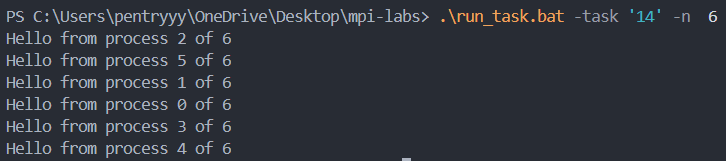 PS C:\Users\pentryyy\OneDrive\Desktop\mpi-labs> .\run_task.bat -task '14' -n  6
Hello from process 2 of 6
Hello from process 5 of 6
Hello from process 1 of 6
Hello from process 0 of 6
Hello from process 3 of 6
Hello from process 4 of 6